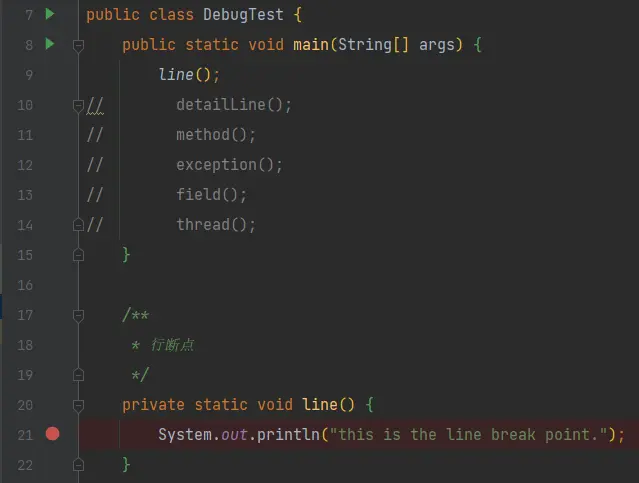 7 public class DebugTest {
8     public static void main(String[] args) {
9         line();
10 //        detailLine();
11 //        method();
12 //        exception();
13 //        field();
14 //        thread();
15     }
16
17     /**
18      * 行断点
19      */
20     private static void line() {
21         System.out.println("this is the line break point.");
22     }